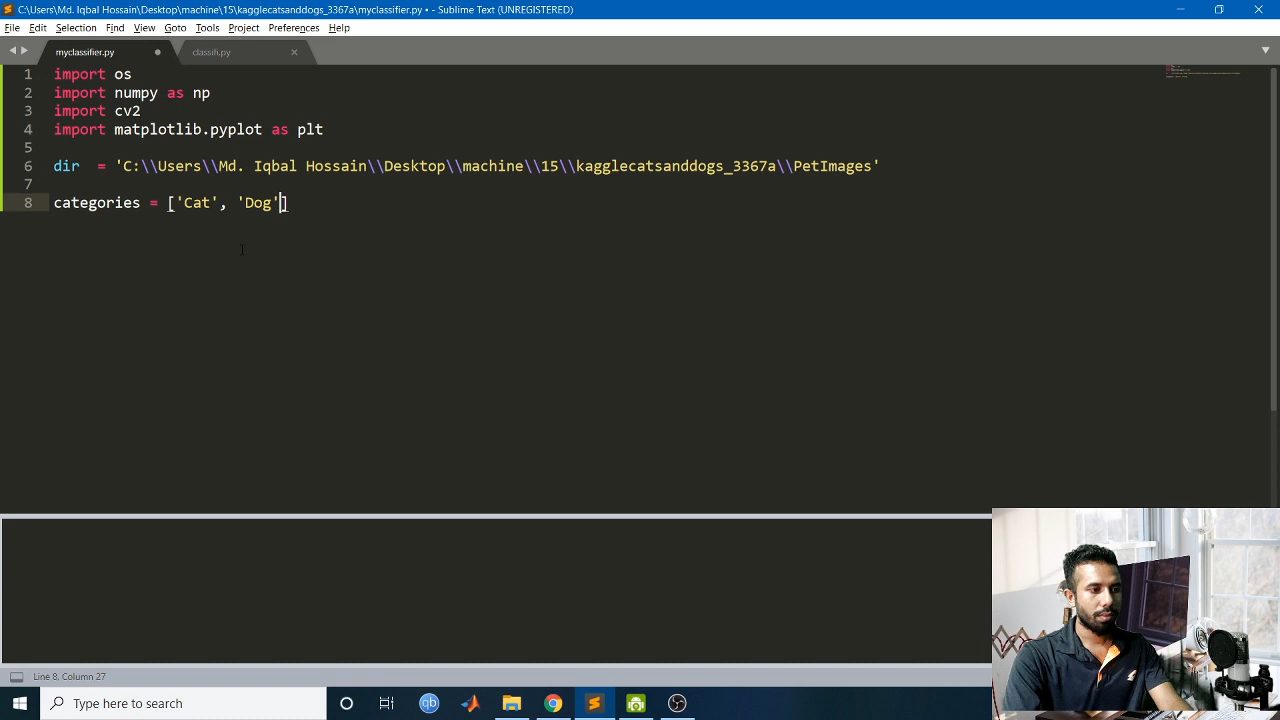 C:\Users\Md. Iqbal Hossain\Desktop\machine\15\kagglecatsanddogs_3367a\myclassifier.py • - Sublime Text (UNREGISTERED)
File Edit Selection Find View Goto Tools Project Preferences Help
myclassifier.py classifi.py
1 import os
2 import numpy as np
3 import cv2
4 import matplotlib.pyplot as plt
5
6 dir = 'C:\\Users\\Md. Iqbal Hossain\\Desktop\\machine\\15\\kagglecatsanddogs_3367a\\PetImages'
7
8 categories = ['Cat', 'Dog']
Line 8, Column 27
Type here to search
qb